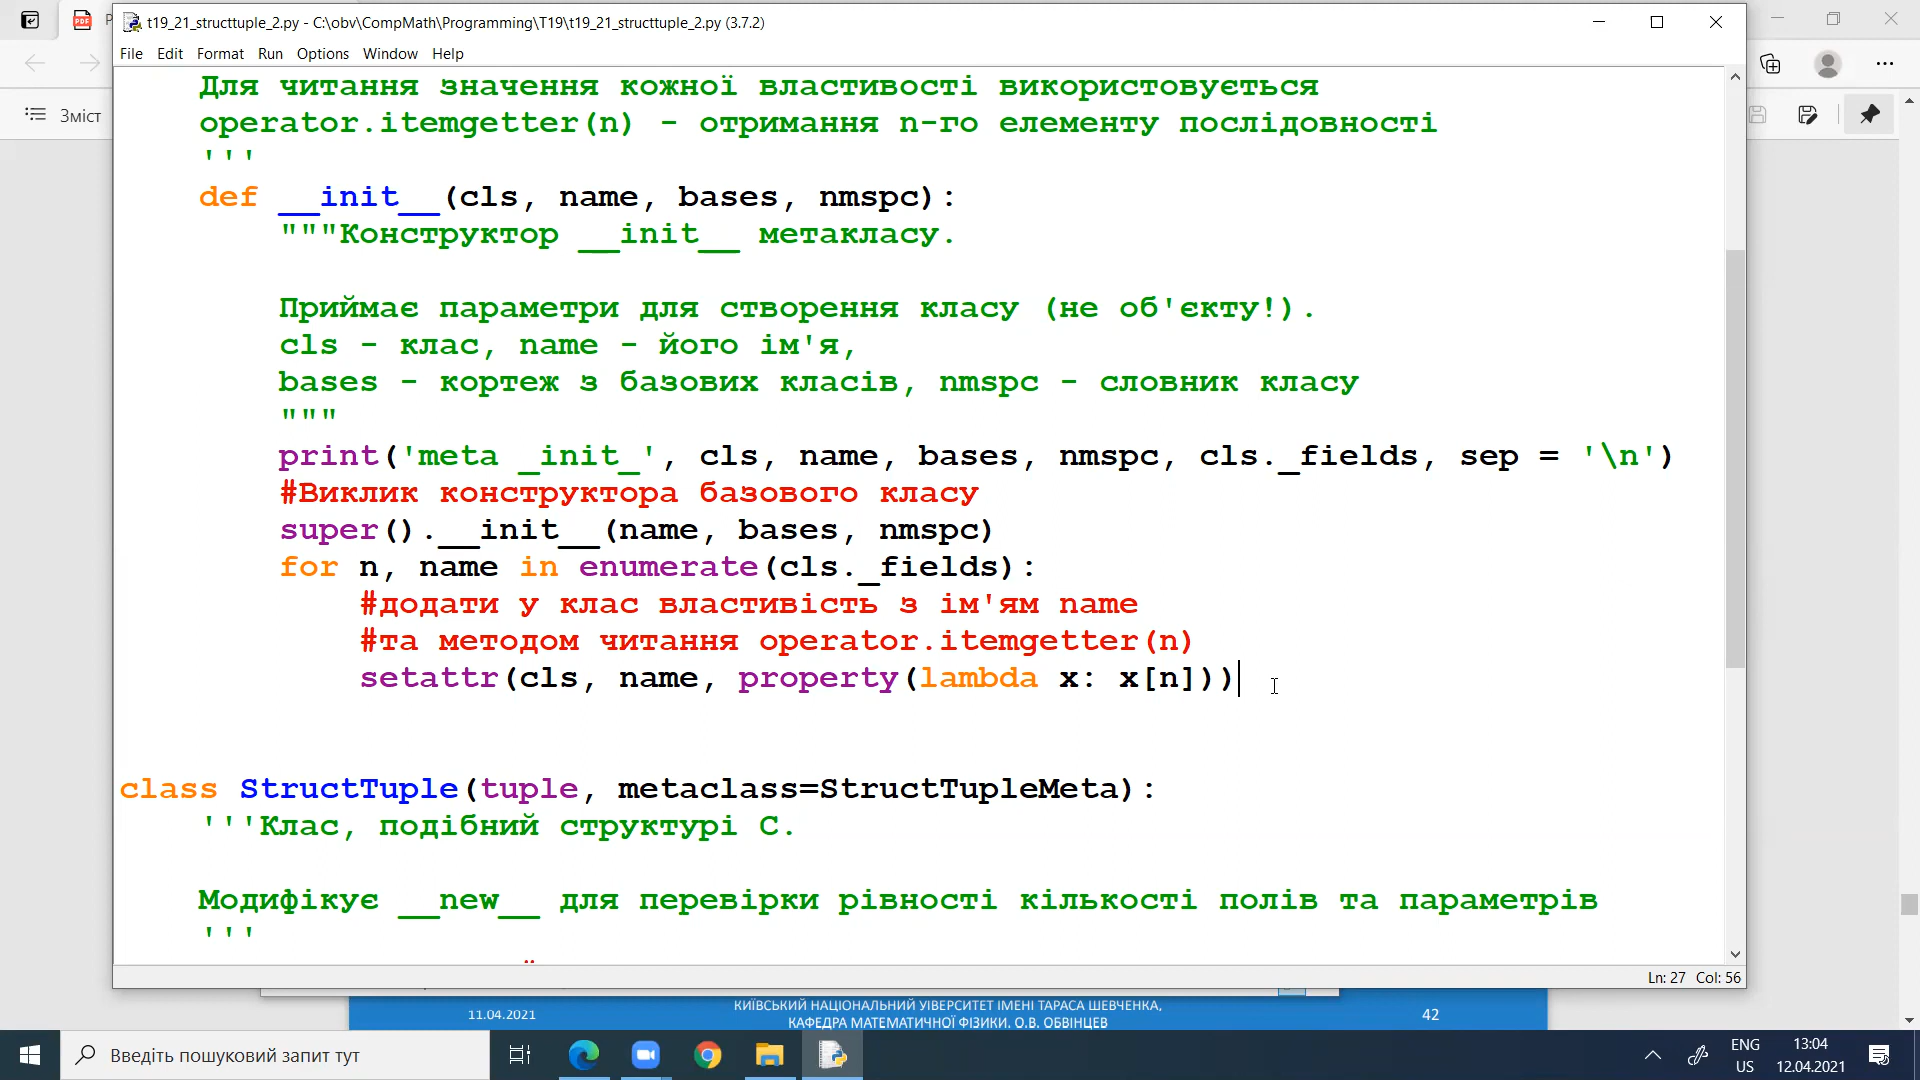 t19_21_structtuple_2.py - C:\obv\CompMath\Programming\T19\t19_21_structtuple_2.py (3.7.2)
File Edit Format Run Options Window Help
Зміст
Для читання значення кожної властивості використовується
operator.itemgetter(n) - отримання n-го елементу послідовності
'''
def __init__(cls, name, bases, nmspc):
"""Конструктор __init__ метакласу.
Приймає параметри для створення класу (не об'єкту!).
cls - клас, name - його ім'я,
bases - кортеж з базових класів, nmspc - словник класу
"""
print('meta _init_', cls, name, bases, nmspc, cls._fields, sep = '\n')
#Виклик конструктора базового класу
super().__init__(name, bases, nmspc)
for n, name in enumerate(cls._fields):
#додати у клас властивість з ім'ям name
#та методом читання operator.itemgetter(n)
setattr(cls, name, property(lambda x: x[n]))
class StructTuple(tuple, metaclass=StructTupleMeta):
'''Клас, подібний структурі C.
Модифікує __new__ для перевірки рівності кількості полів та параметрів
'''
Ln: 27 Col: 56
11.04.2021
КИЇВСЬКИЙ НАЦІОНАЛЬНИЙ УІВЕРСИТЕТ ІМЕНІ ТАРАСА ШЕВЧЕНКА,
КАФЕДРА МАТЕМАТИЧНОЇ ФІЗИКИ. О.В. ОБВІНЦЕВ
42
Введіть пошуковий запит тут
ENG
US
13:04
12.04.2021